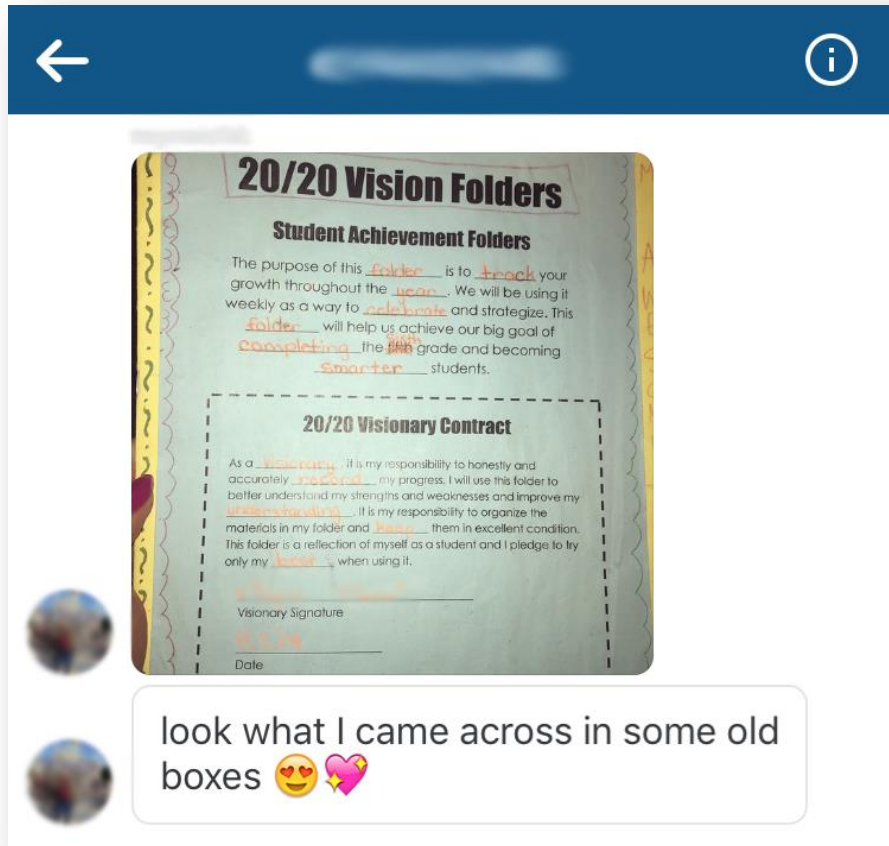 20/20 Vision Folders
Student Achievement Folders
The purpose of this folder is to track your
growth throughout the year. We will be using it
weekly as a way to celebrate and strategize. This
folder will help us achieve our big goal of
completing the sixth grade and becoming
smarter students.
20/20 Visionary Contract
As a Visionary, it is my responsibility to honestly and
accurately record my progress. I will use this folder to
better understand my strengths and weaknesses and improve my
understanding. It is my responsibility to organize the
materials in my folder and keep them in excellent condition.
This folder is a reflection of myself as a student and I pledge to try
only my best when using it.
Visionary Signature
Date
look what I came across in some old
boxes 😍💖